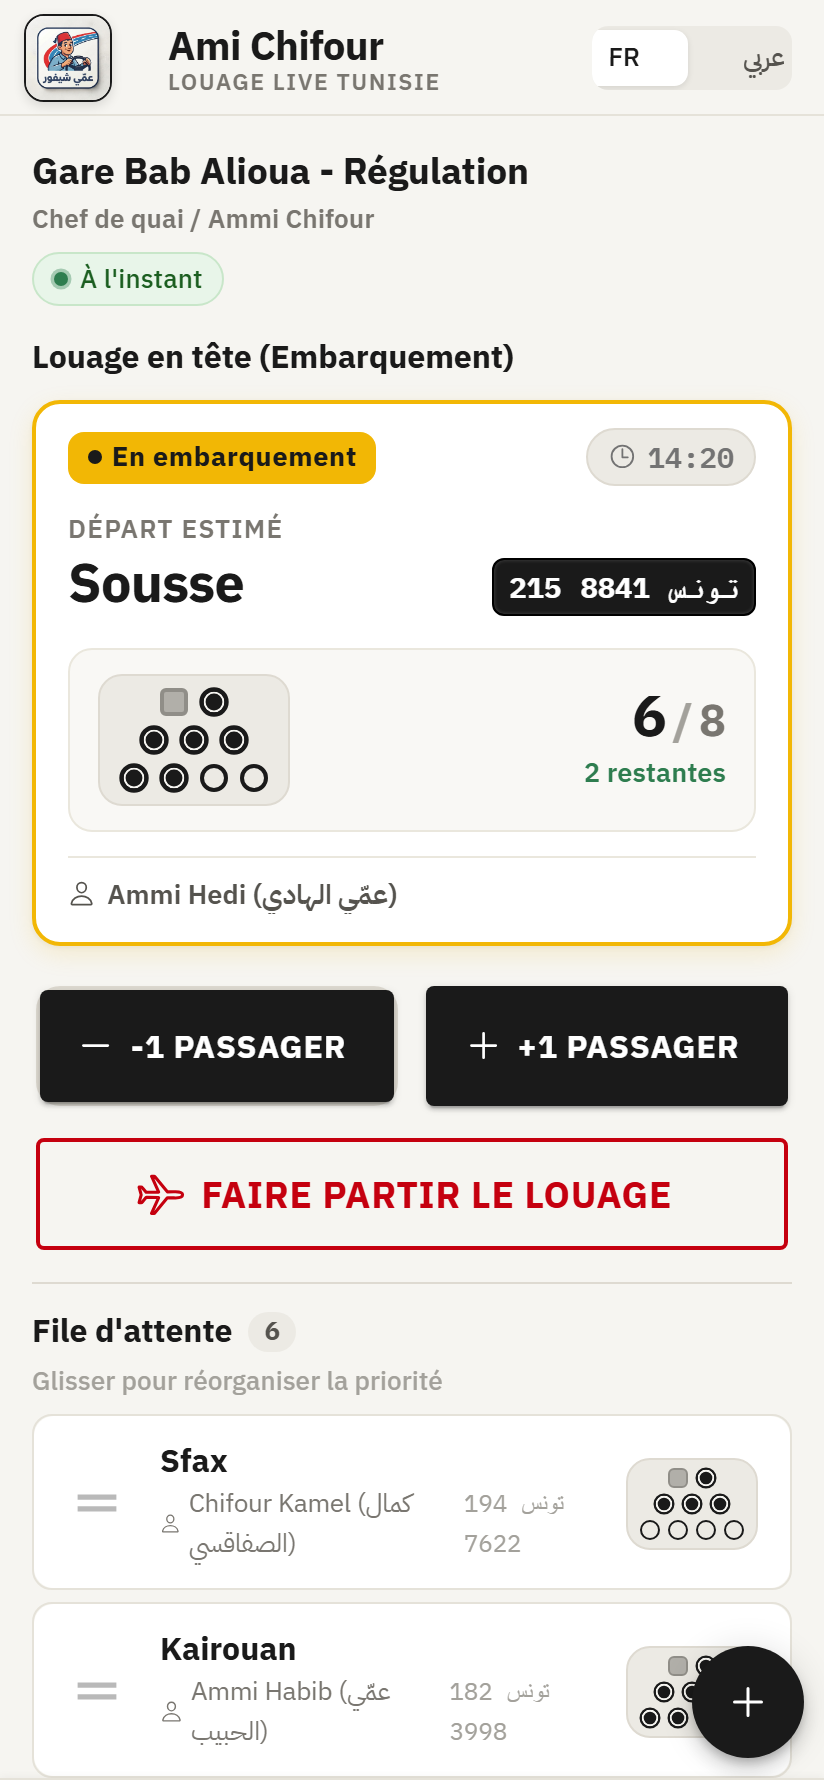 عمّي شيفور
Ami Chifour
LOUAGE LIVE TUNISIE
FR
عربي
Gare Bab Alioua - Régulation
Chef de quai / Ammi Chifour
À l'instant
Louage en tête (Embarquement)
En embarquement
14:20
DÉPART ESTIMÉ
Sousse
215 تونس 8841
6/8
2 restantes
Ammi Hedi (عمّي الهادي)
-1 PASSAGER
+1 PASSAGER
FAIRE PARTIR LE LOUAGE
File d'attente 6
Glisser pour réorganiser la priorité
Sfax
Chifour Kamel (كمال
الصفاقسي)
194 تونس
7622
Kairouan
Ammi Habib (عمّي
الحبيب)
182 تونس
3998